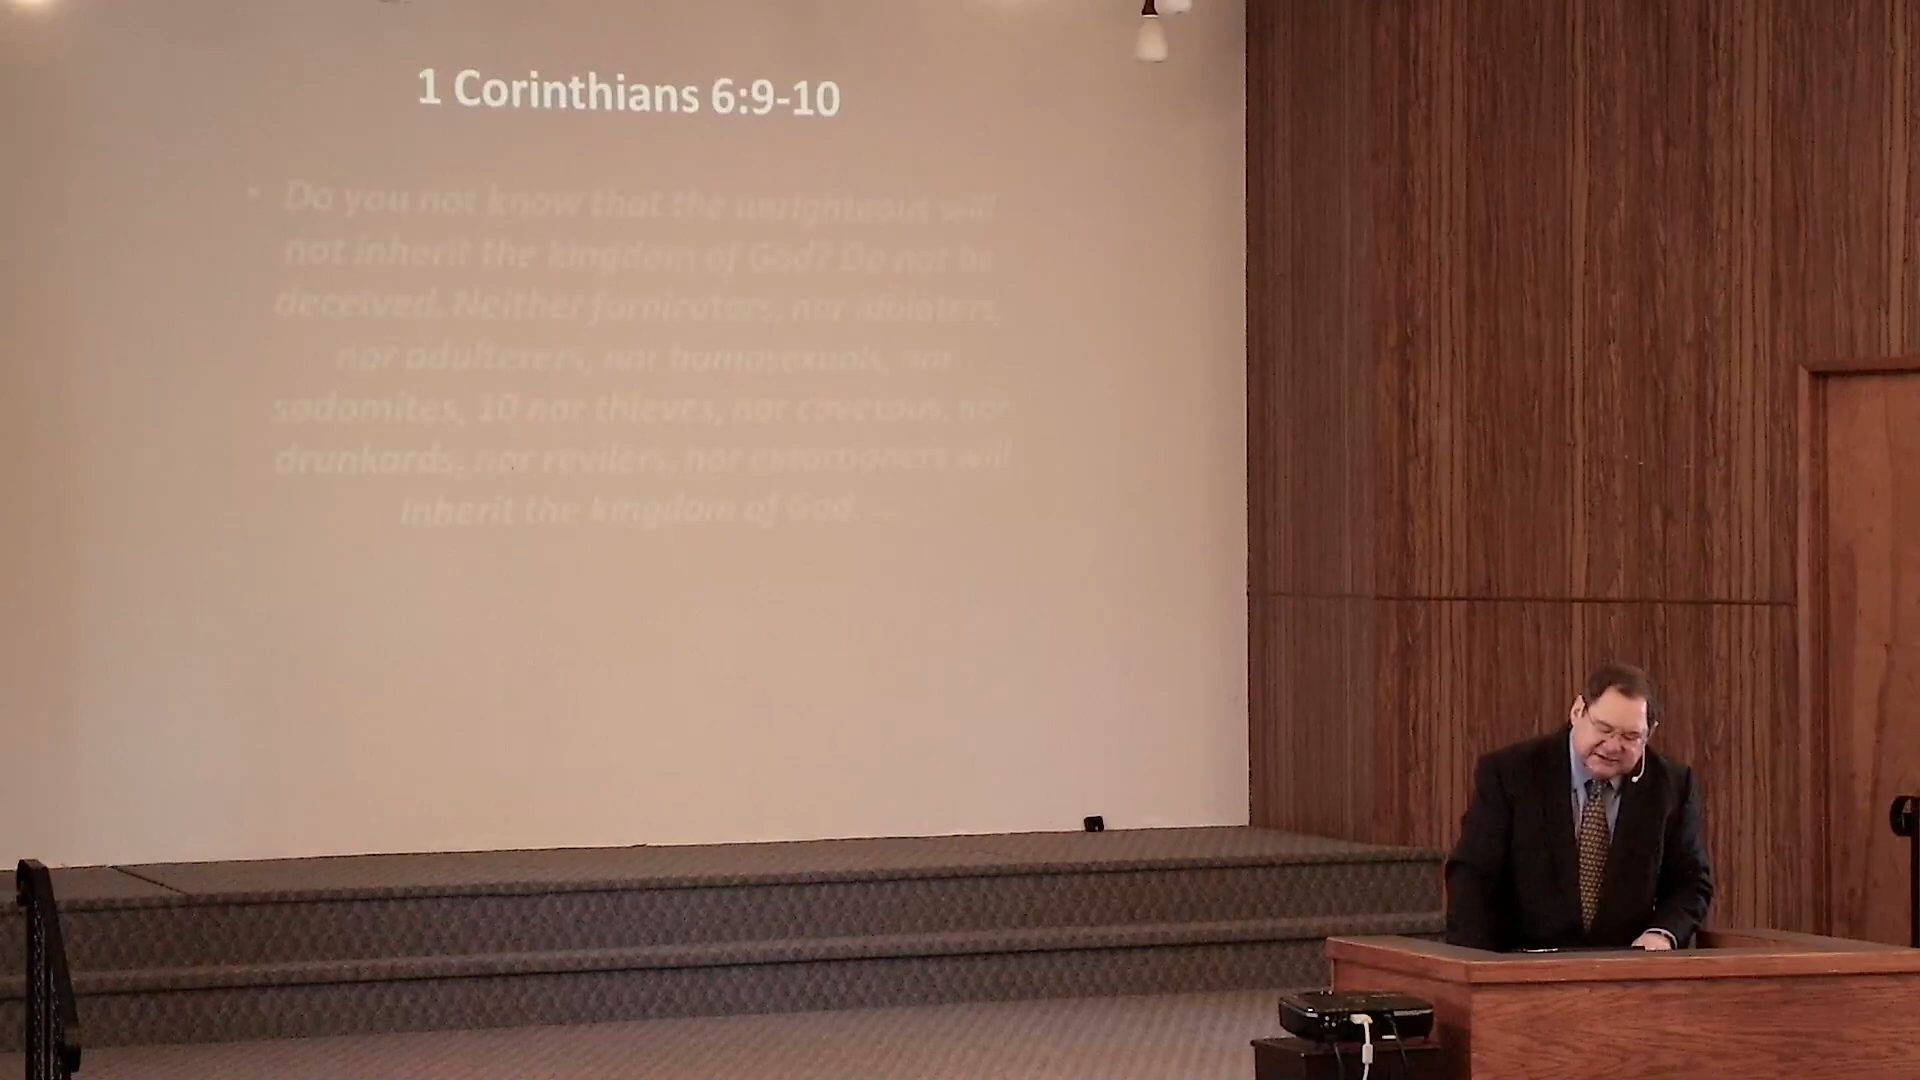 1 Corinthians 6:9-10
• Do you not know that the unrighteous will
not inherit the kingdom of God? Do not be
deceived. Neither fornicators, nor idolaters,
nor adulterers, nor homosexuals, nor
sodomites, 10 nor thieves, nor covetous, nor
drunkards, nor revilers, nor extortioners will
inherit the kingdom of God.